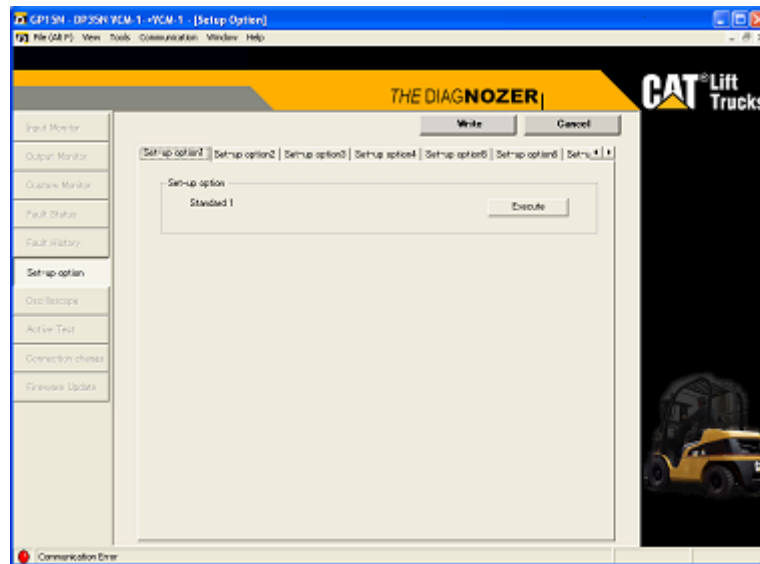 GP15N - DP35N VCM-1->VCM-1 - [Setup Option]
File(Alt F) View Tools Communication Window Help
THE DIAGNOZER
CAT® Lift Trucks
Write Cancel
Input Monitor
Output Monitor
Custom Monitor
Fault Status
Fault History
Set-up option
Oscilloscope
Active Test
Connection change
Firmware Update
Set-up option1 Set-up option2 Set-up option3 Set-up option4 Set-up option5 Set-up option6 Set-u
Set-up option
Standard 1
Execute
Communication Error